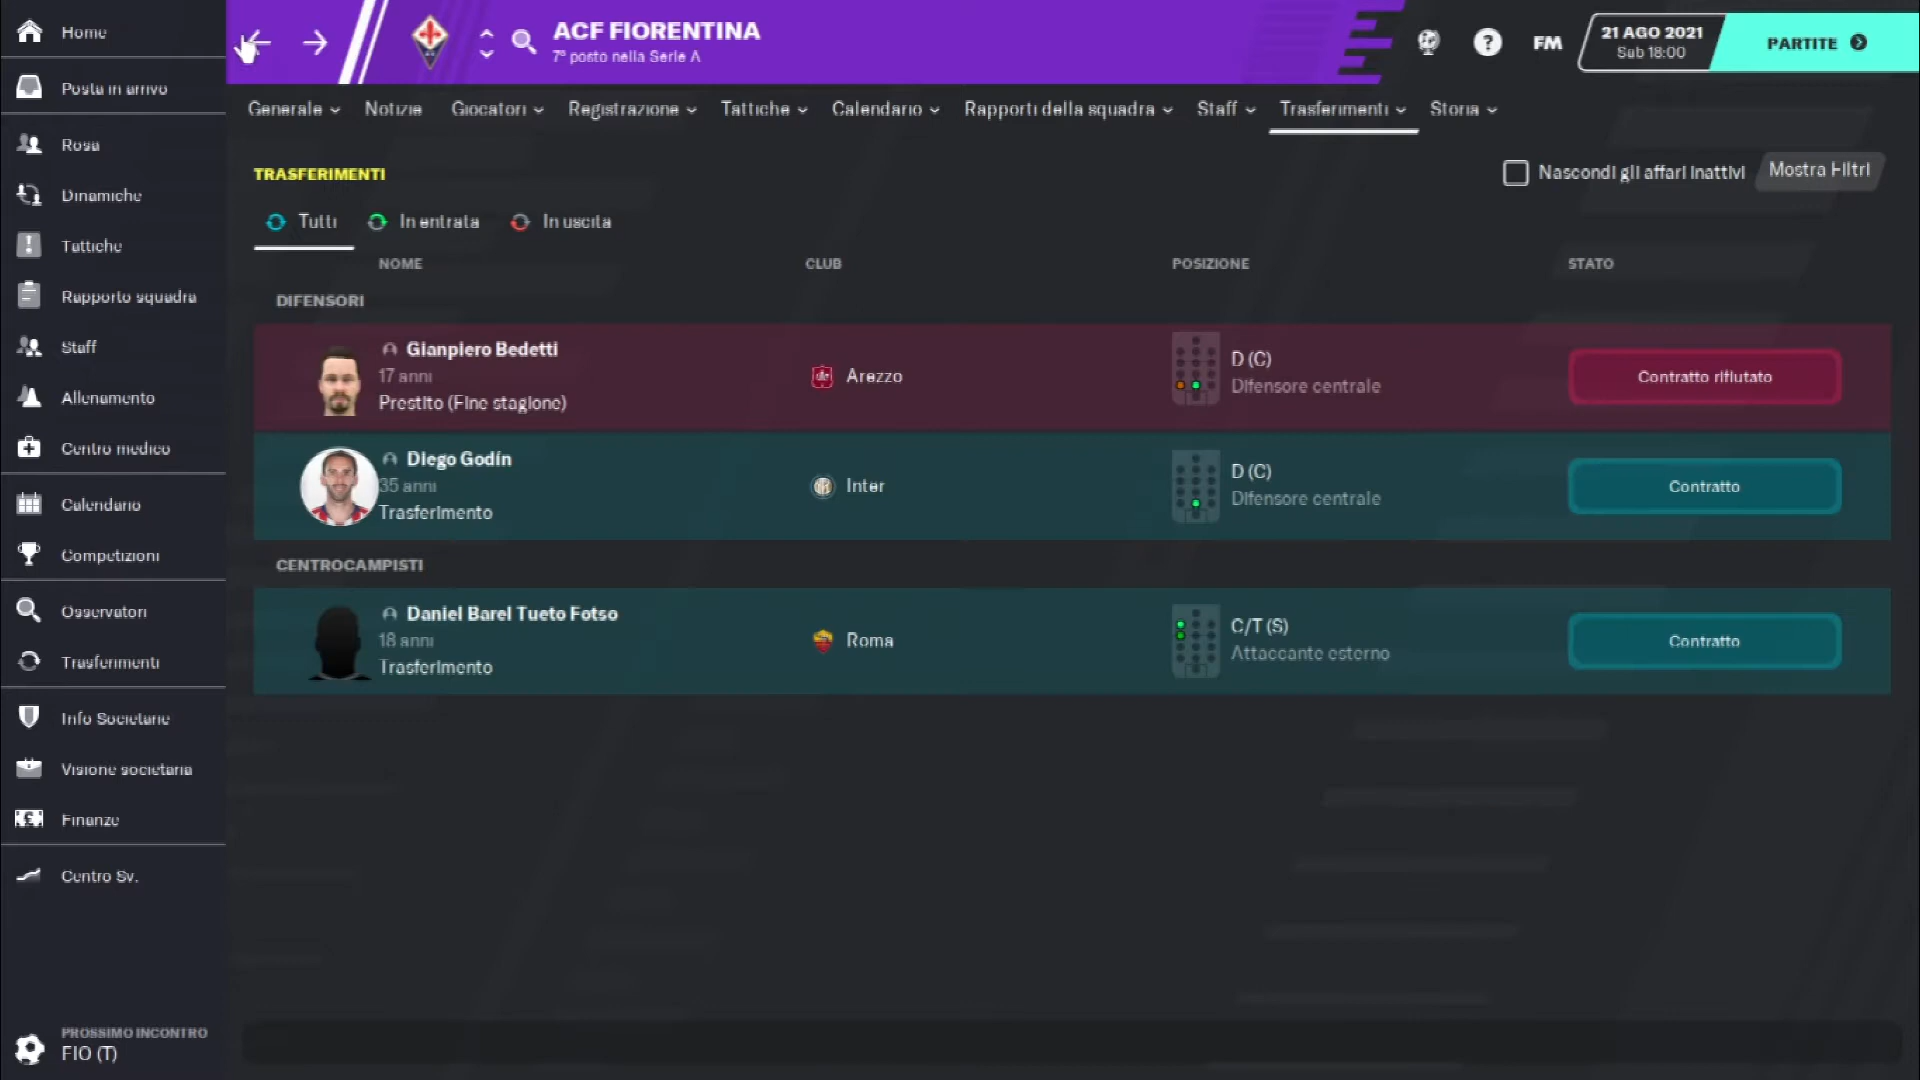 Home
Posta in arrivo
Rosa
Dinamiche
Tattiche
Rapporto squadra
Staff
Allenamento
Centro medico
Calendario
Competizioni
Osservatori
Trasferimenti
Info Societarie
Visione societaria
Finanze
Centro Sv.
PROSSIMO INCONTRO
FIO (T)
ACF FIORENTINA
7° posto nella Serie A
FM
21 AGO 2021
Sab 18:00
PARTITE
Generale Notizie Giocatori Registrazione Tattiche Calendario Rapporti della squadra Staff Trasferimenti Storia
TRASFERIMENTI
Nascondi gli affari inattivi
Mostra Filtri
Tutti In entrata In uscita
NOME CLUB POSIZIONE STATO
DIFENSORI
Gianpiero Bedetti
17 anni
Prestito (Fine stagione)
Arezzo
D (C)
Difensore centrale
Contratto rifiutato
Diego Godín
35 anni
Trasferimento
Inter
D (C)
Difensore centrale
Contratto
CENTROCAMPISTI
Daniel Barel Tueto Fotso
18 anni
Trasferimento
Roma
C/T (S)
Attaccante esterno
Contratto